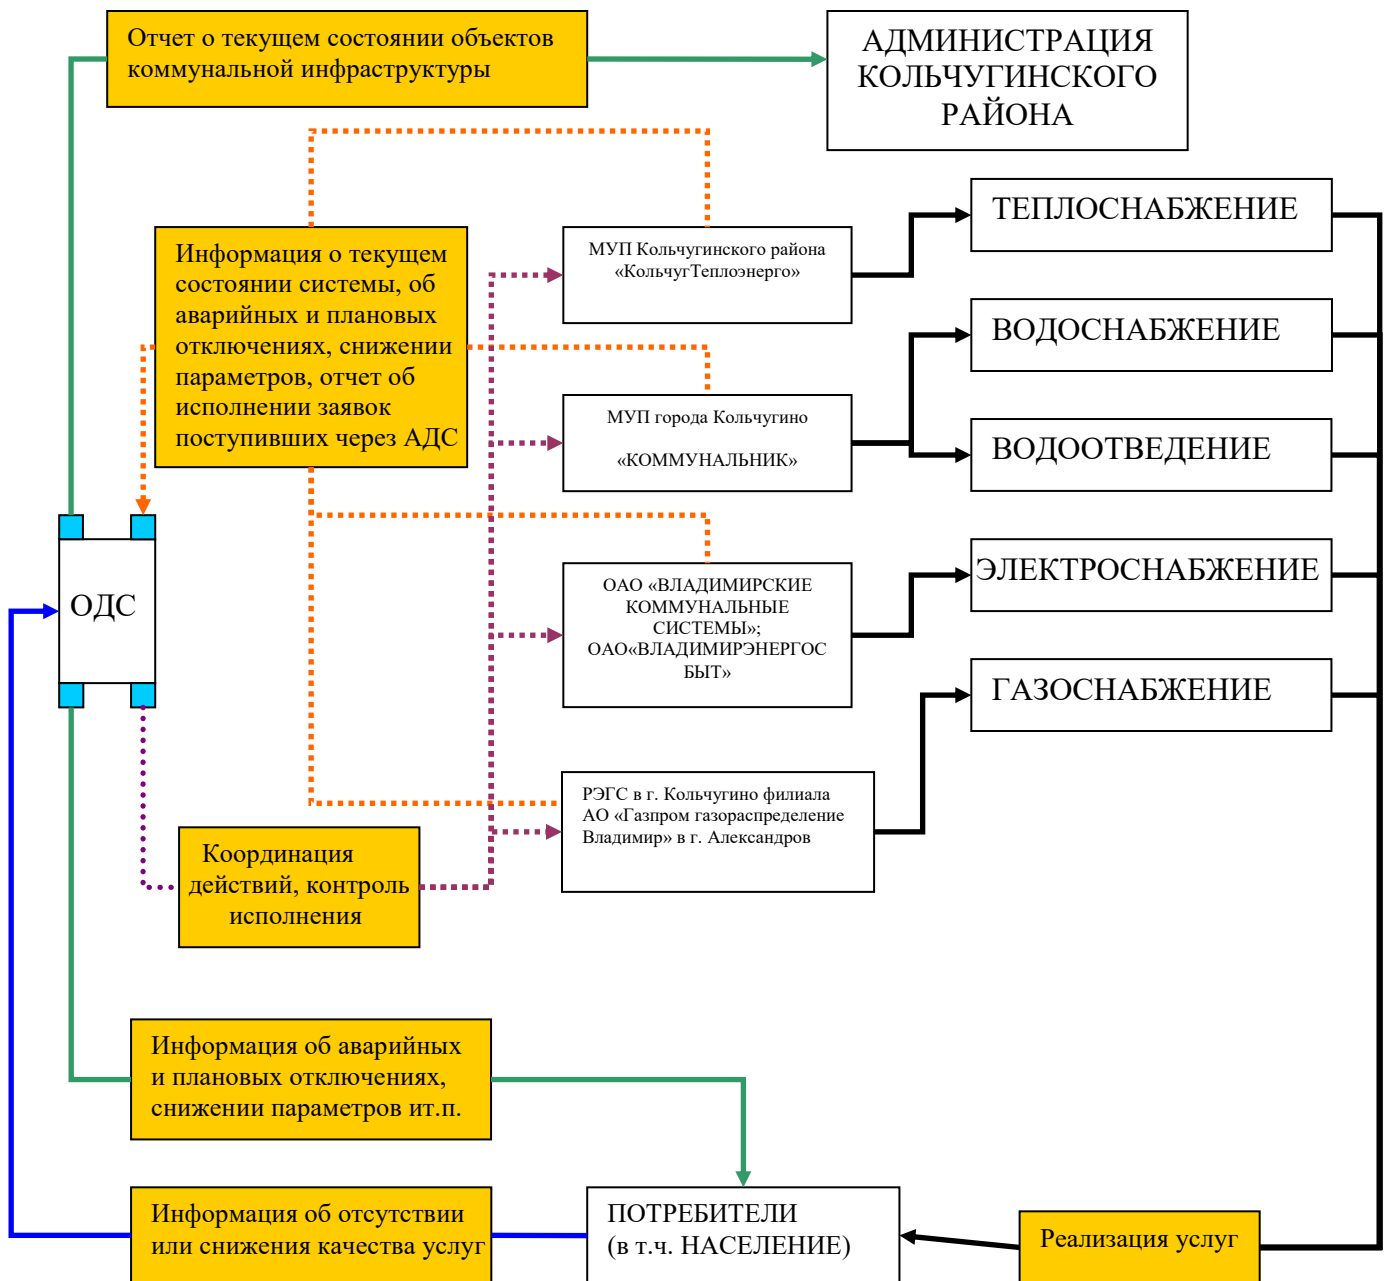 Отчет о текущем состоянии объектов
коммунальной инфраструктуры
АДМИНИСТРАЦИЯ
КОЛЬЧУГИНСКОГО
РАЙОНА
ТЕПЛОСНАБЖЕНИЕ
Информация о текущем
состоянии системы, об
аварийных и плановых
отключениях, снижении
параметров, отчет об
исполнении заявок
поступивших через АДС
МУП Кольчугинского района
«КольчугТеплоэнерго»
ВОДОСНАБЖЕНИЕ
МУП города Кольчугино
«КОММУНАЛЬНИК»
ВОДООТВЕДЕНИЕ
ОДС
ОАО «ВЛАДИМИРСКИЕ
КОММУНАЛЬНЫЕ
СИСТЕМЫ»;
ОАО«ВЛАДИМИРЭНЕРГОС
БЫТ»
ЭЛЕКТРОСНАБЖЕНИЕ
ГАЗОСНАБЖЕНИЕ
РЭГС в г. Кольчугино филиала
АО «Газпром газораспределение
Владимир» в г. Александров
Координация
действий, контроль
исполнения
Информация об аварийных
и плановых отключениях,
снижении параметров ит.п.
Информация об отсутствии
или снижения качества услуг
ПОТРЕБИТЕЛИ
(в т.ч. НАСЕЛЕНИЕ)
Реализация услуг